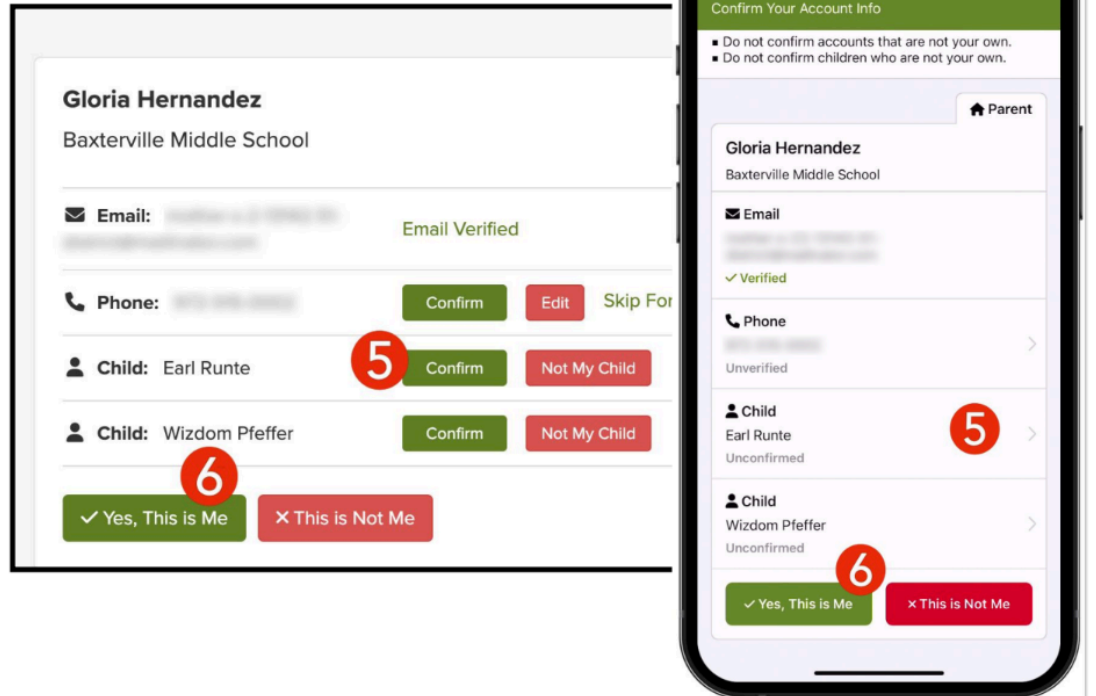 Gloria Hernandez
Baxterville Middle School
Email:
Email Verified
Phone:
Confirm
Edit
Skip For
5
Child: Earl Runte
Confirm
Not My Child
Child: Wizdom Pfeffer
Confirm
Not My Child
6
✓ Yes, This is Me
✕ This is Not Me
Confirm Your Account Info
▪ Do not confirm accounts that are not your own.
▪ Do not confirm children who are not your own.
Parent
Gloria Hernandez
Baxterville Middle School
Email
✓ Verified
Phone
Unverified
Child
Earl Runte
5
Unconfirmed
Child
Wizdom Pfeffer
Unconfirmed
6
✓ Yes, This is Me
✕ This is Not Me